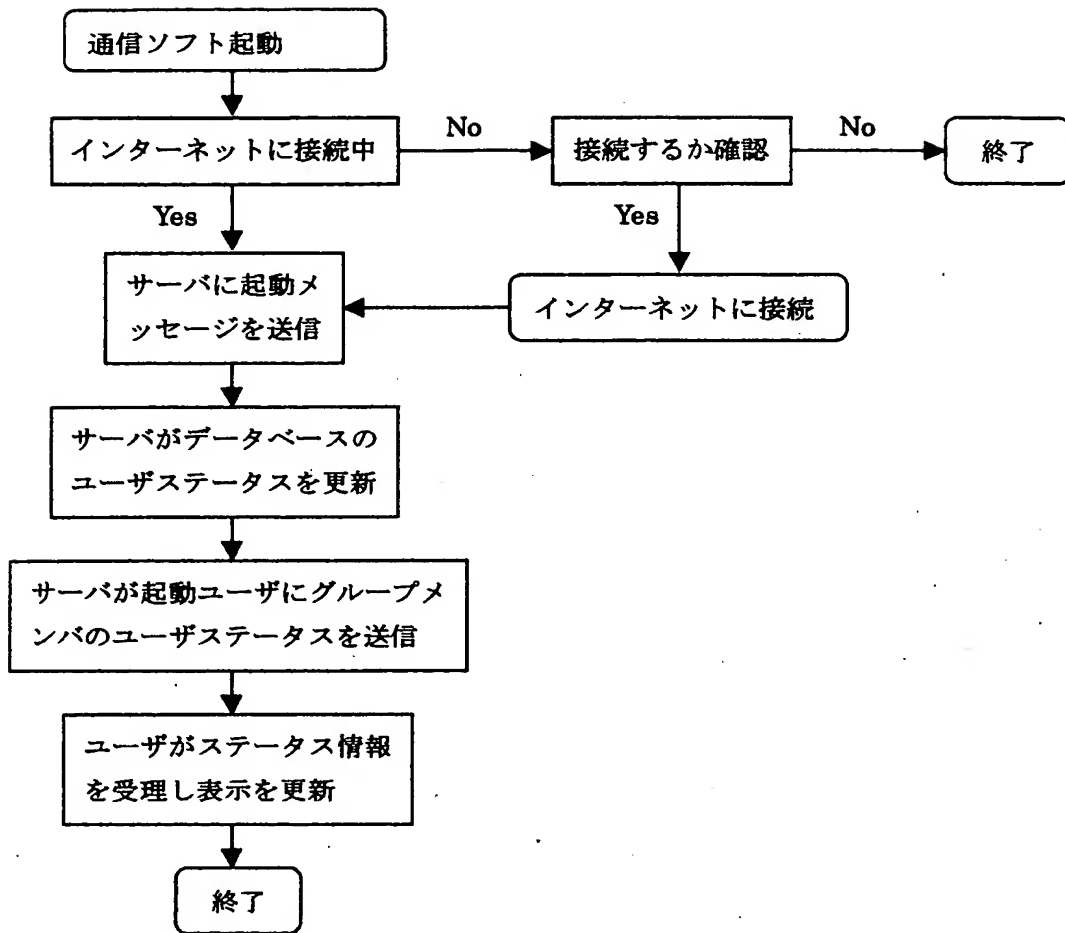 通信ソフト起動
インターネットに接続中
No
接続するか確認
No
終了
Yes
Yes
サーバに起動メ
ッセージを送信
インターネットに接続
サーバがデータベースの
ユーザステータスを更新
サーバが起動ユーザにグループメ
ンバのユーザステータスを送信
ユーザがステータス情報
を受理し表示を更新
終了